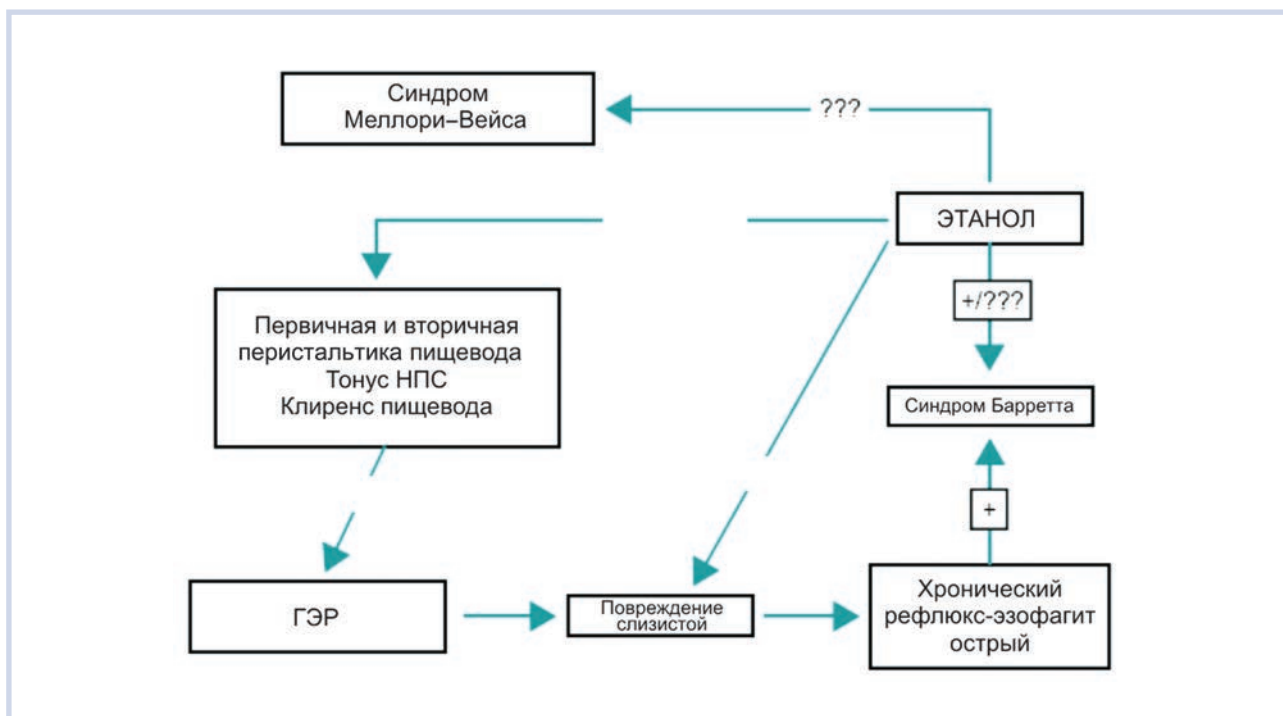 Синдром
Меллори–Вейса
???
ЭТАНОЛ
+/???
Первичная и вторичная
перистальтика пищевода
Тонус НПС
Клиренс пищевода
Синдром Барретта
+
ГЭР
Повреждение
слизистой
Хронический
рефлюкс-эзофагит
острый